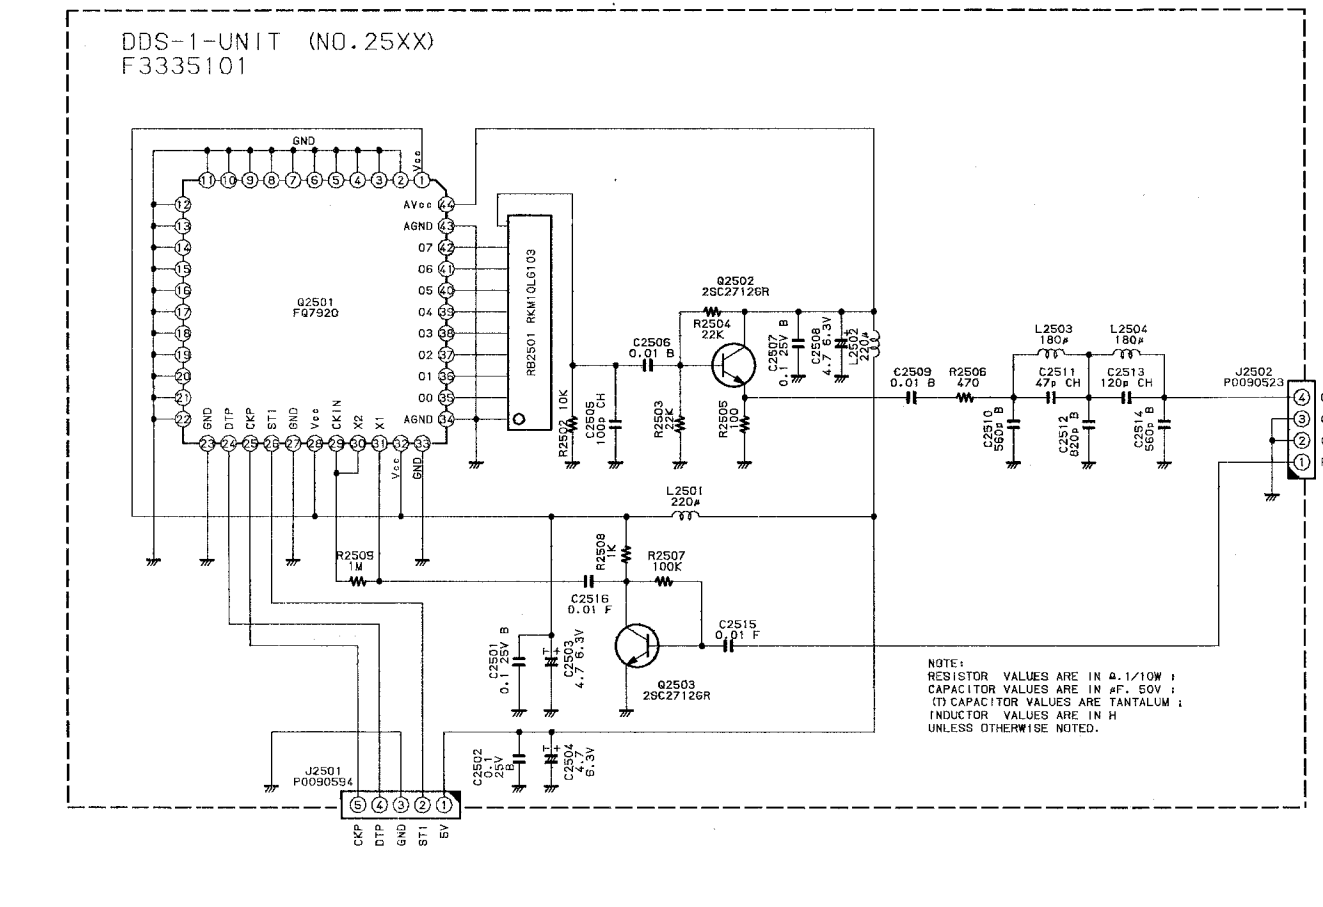 DDS-1-UNIT (NO.25XX)
F3335101
GND
Vcc
11 10 9 8 7 6 5 4 3 2 1
12
13
14
15
16
17
18
19
20
21
22
AVcc 44
AGND 43
O7 42
O6 41
O5 40
O4 39
O3 38
O2 37
O1 36
O0 35
AGND 34
Q2501
FQ7920
GND DTP CKP STI GND Vcc CKIN X2 X1 Vcc GND
23 24 25 26 27 28 29 30 31 32 33
RB2501 RKM10LG103
R2502 10K
C2505
100p CH
C2506
0.01 B
R2503
22K
R2504
22K
Q2502
2SC2712GR
R2505
100
C2507
0.1 25V B
C2508
4.7 6.3V
+
L2502
220μ
C2509
0.01 B
R2506
470
L2503
180μ
L2504
180μ
C2511
47p CH
C2513
120p CH
C2510
560p B
C2512
820p B
C2514
560p B
J2502
P0090523
4
3
2
1
L2501
220μ
R2509
1M
R2508
1K
R2507
100K
C2516
0.01 F
C2515
0.01 F
Q2503
2SC2712GR
C2501
0.1 25V B
T +
C2503
4.7 6.3V
C2502
0.1
25V
B
T +
C2504
4.7
6.3V
NOTE:
RESISTOR VALUES ARE IN Ω.1/10W ;
CAPACITOR VALUES ARE IN μF. 50V ;
(T) CAPACITOR VALUES ARE TANTALUM ;
INDUCTOR VALUES ARE IN H
UNLESS OTHERWISE NOTED.
J2501
P0090594
5 4 3 2 1
CKP DTP GND STI 5V